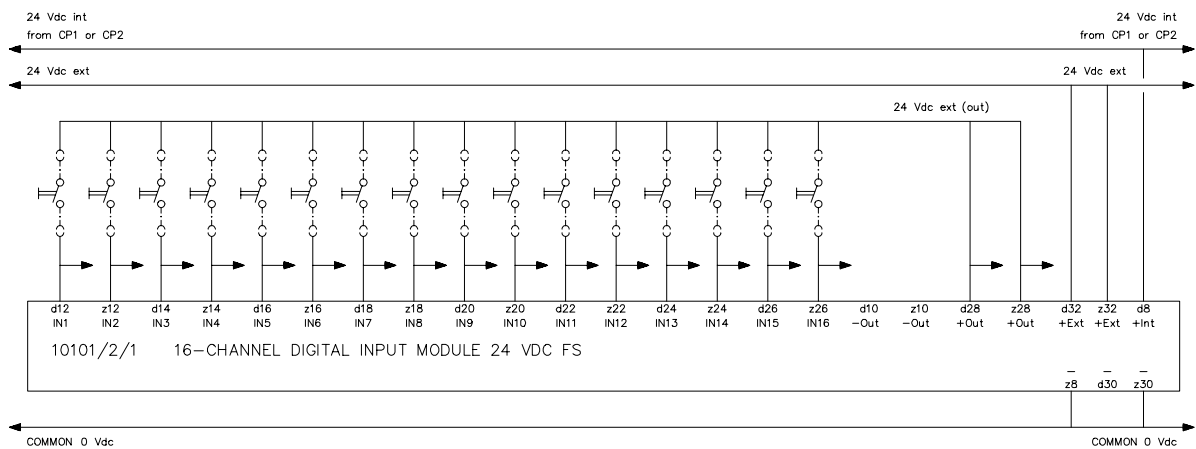 24 Vdc int
from CP1 or CP2
24 Vdc int
from CP1 or CP2
24 Vdc ext
24 Vdc ext
24 Vdc ext (out)
d12 z12 d14 z14 d16 z16 d18 z18 d20 z20 d22 z22 d24 z24 d26 z26 d10 z10 d28 z28 d32 z32 d8
IN1 IN2 IN3 IN4 IN5 IN6 IN7 IN8 IN9 IN10 IN11 IN12 IN13 IN14 IN15 IN16 −Out −Out +Out +Out +Ext +Ext +Int
10101/2/1 16−CHANNEL DIGITAL INPUT MODULE 24 VDC FS
− − −
z8 d30 z30
COMMON 0 Vdc
COMMON 0 Vdc